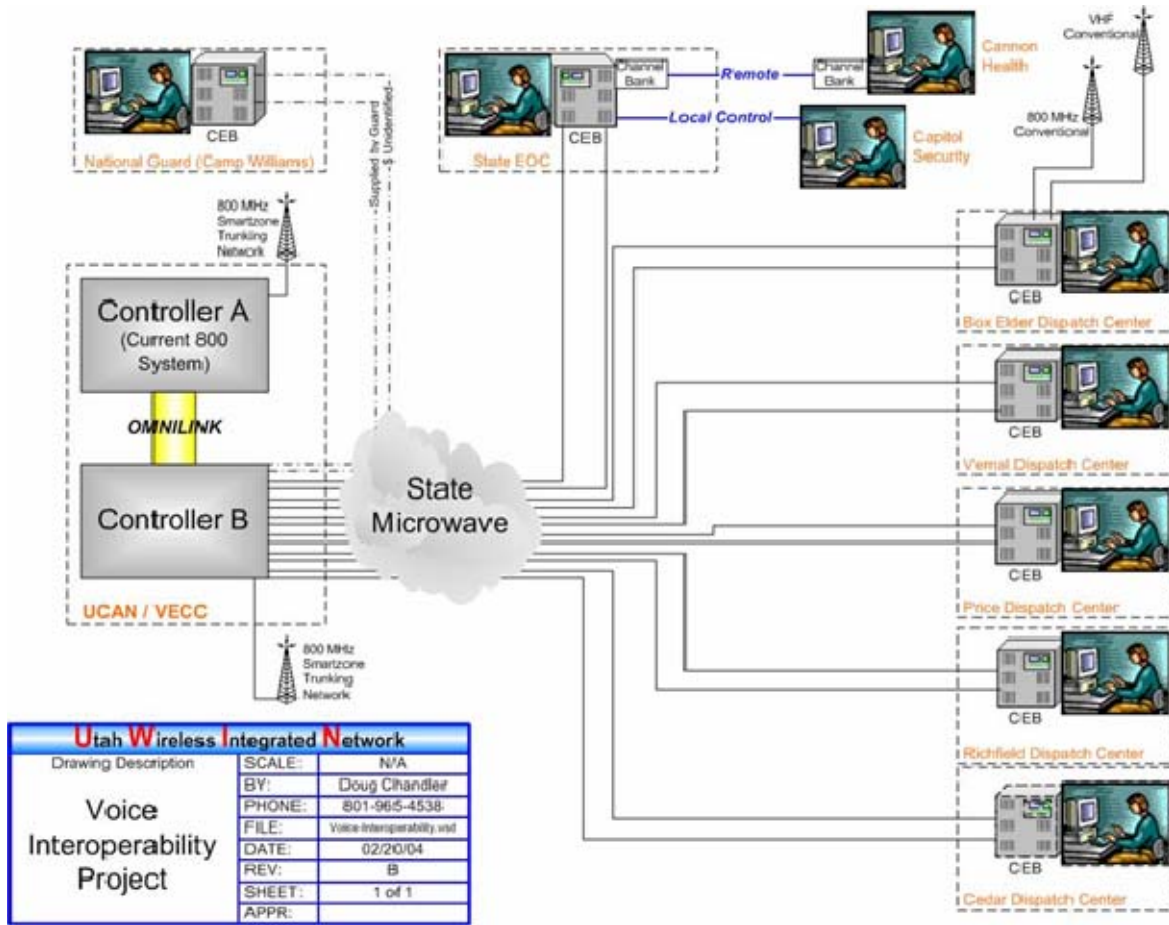 CEB
National Guard (Camp Williams)
Supplied by Guard
$ Unidentified
CEB
State EOC
Channel
Bank
Remote
Local Control
Channel
Bank
Cannon
Health
Capitol
Security
VHF
Conventional
800 MHz
Conventional
CEB
Box Elder Dispatch Center
800 MHz
Smartzone
Trunking
Network
Controller A
(Current 800
System)
OMNILINK
Controller B
UCAN / VECC
State
Microwave
800 MHz
Smartzone
Trunking
Network
CEB
Vernal Dispatch Center
CEB
Price Dispatch Center
CEB
Richfield Dispatch Center
CEB
Cedar Dispatch Center
Utah Wireless Integrated Network
Drawing Description
Voice
Interoperability
Project
SCALE: N/A
BY: Doug Chandler
PHONE: 801-965-4538
FILE: Voice-Interoperability.vsd
DATE: 02/20/04
REV: B
SHEET: 1 of 1
APPR: